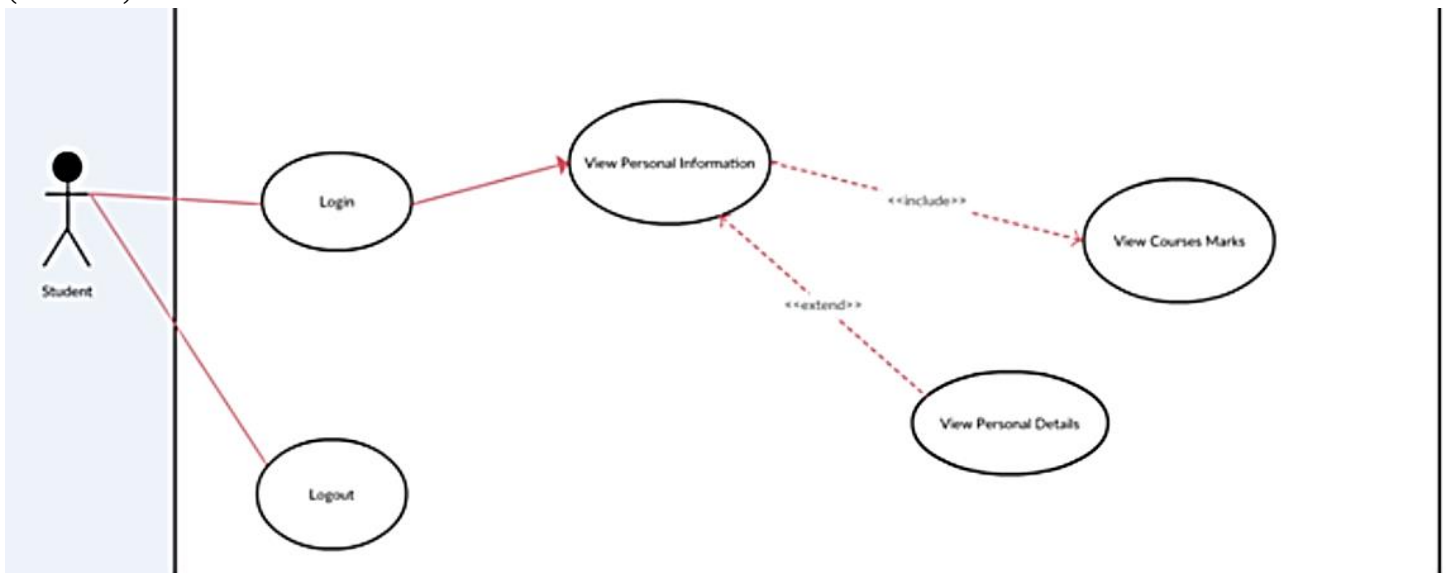 View Personal Information
Login
<<include>>
View Courses Marks
Student
<<extend>>
View Personal Details
Logout